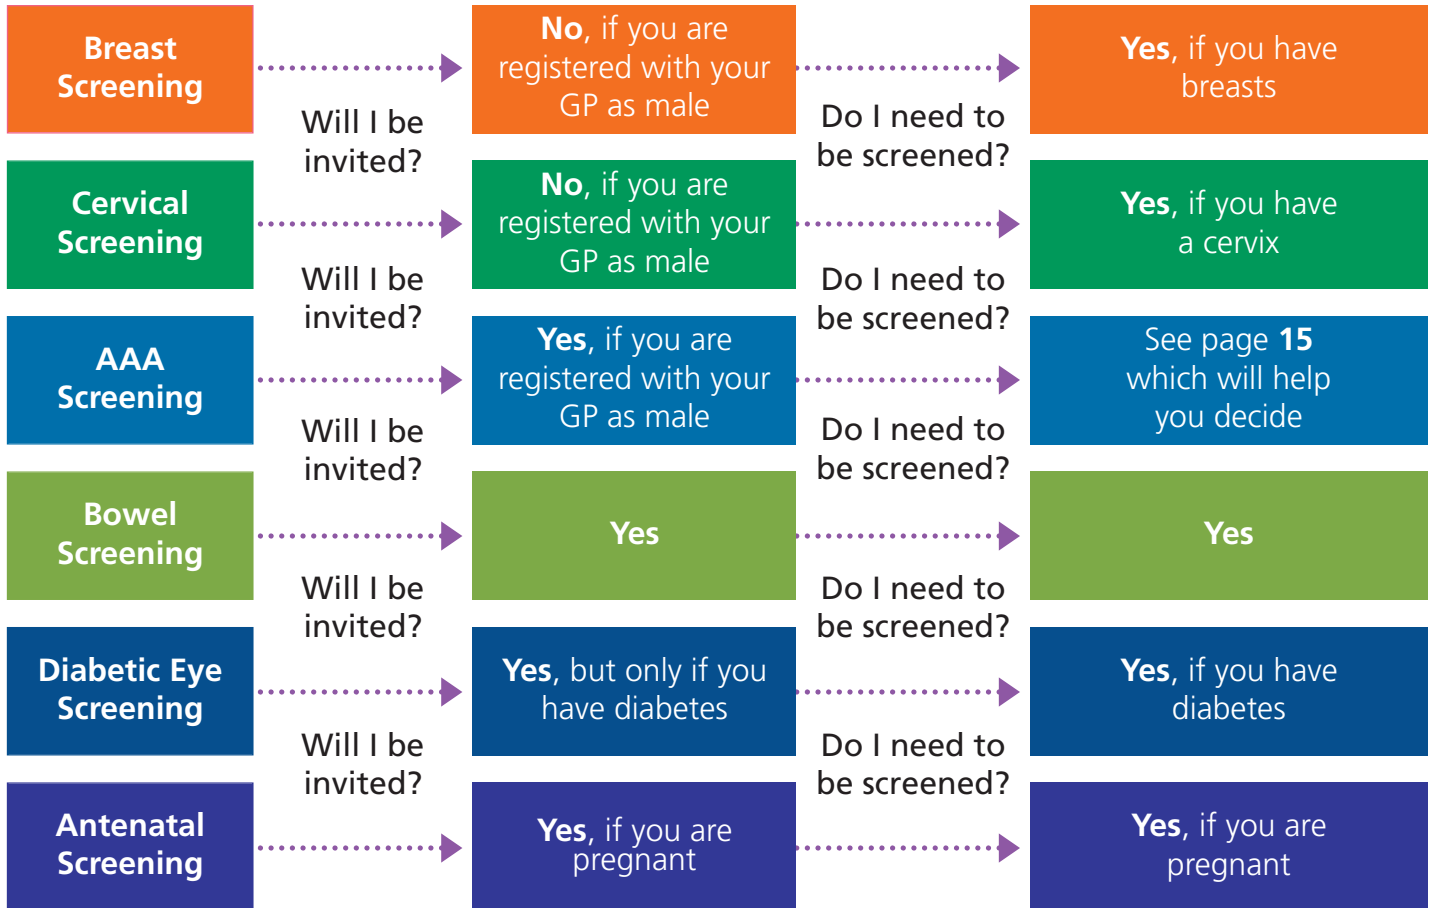 Breast
Screening
Will I be
invited?
No, if you are
registered with your
GP as male
Do I need to
be screened?
Yes, if you have
breasts
Cervical
Screening
Will I be
invited?
No, if you are
registered with your
GP as male
Do I need to
be screened?
Yes, if you have
a cervix
AAA
Screening
Will I be
invited?
Yes, if you are
registered with your
GP as male
Do I need to
be screened?
See page 15
which will help
you decide
Bowel
Screening
Will I be
invited?
Yes
Do I need to
be screened?
Yes
Diabetic Eye
Screening
Will I be
invited?
Yes, but only if you
have diabetes
Do I need to
be screened?
Yes, if you have
diabetes
Antenatal
Screening
Yes, if you are
pregnant
Yes, if you are
pregnant